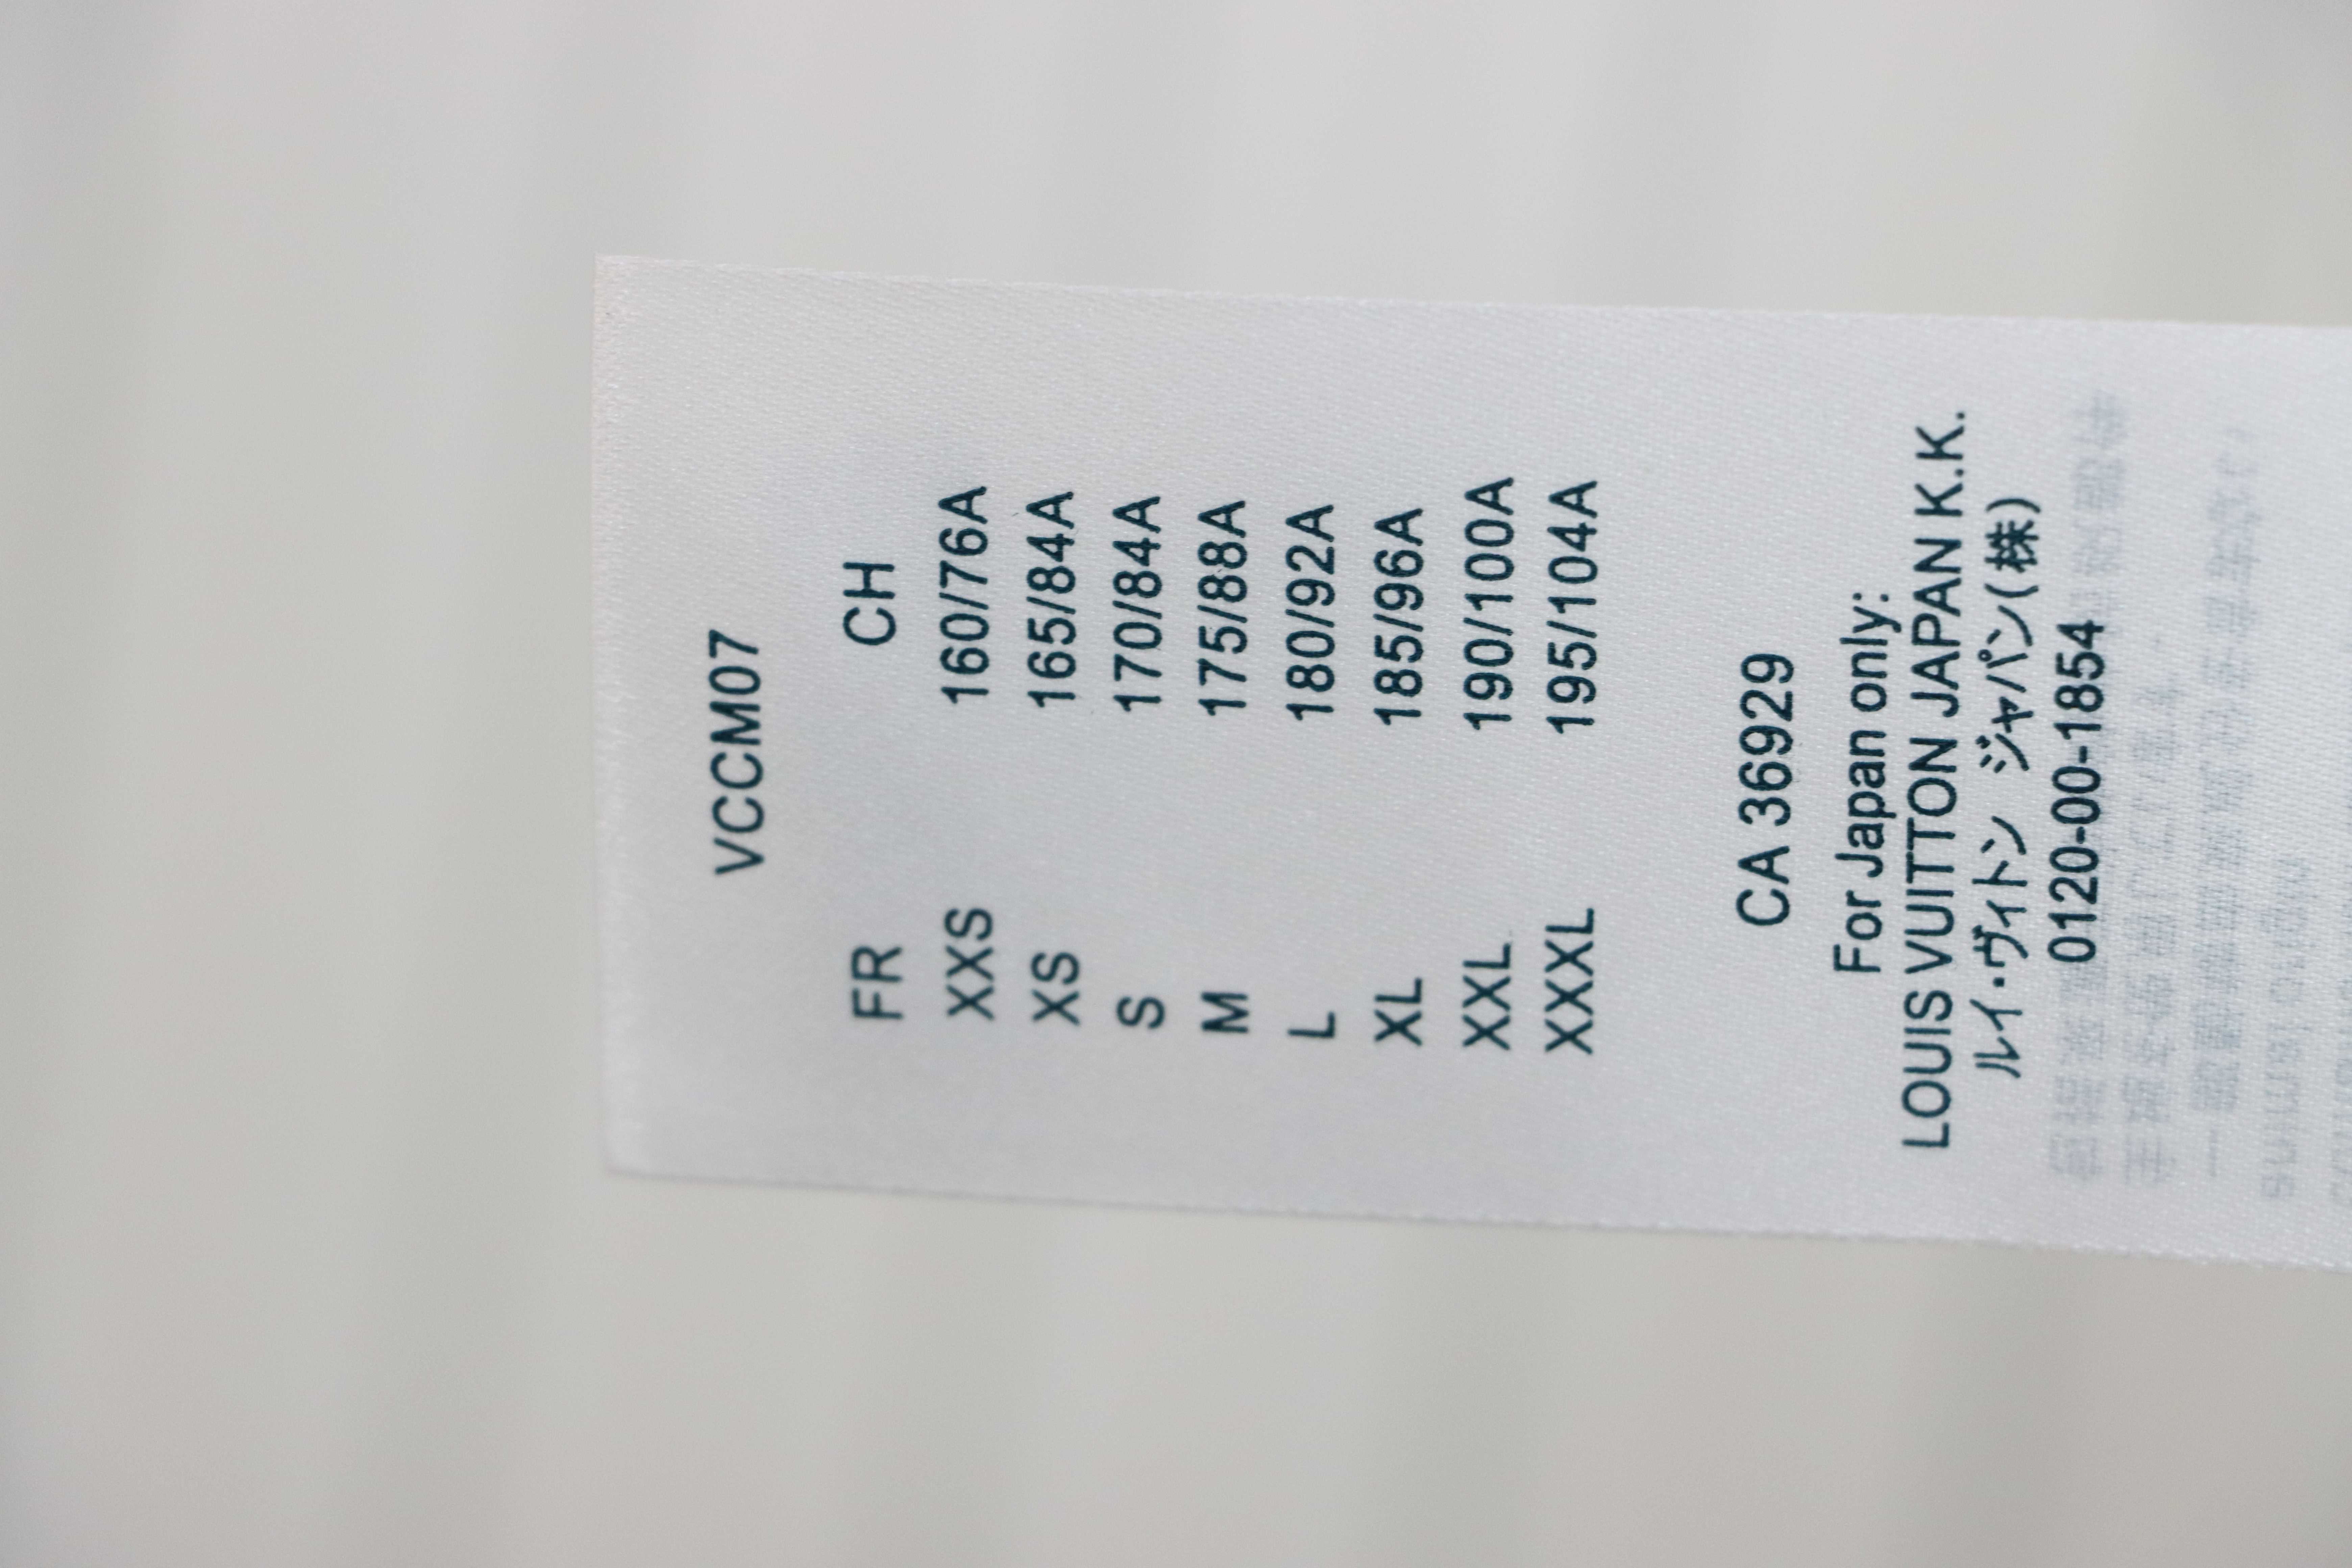 VCCM07
FR CH
XXS 160/76A
XS 165/84A
S 170/84A
M 175/88A
L 180/92A
XL 185/96A
XXL 190/100A
XXXL 195/104A
CA 36929
For Japan only:
LOUIS VUITTON JAPAN K.K.
ルイ・ヴィトン ジャパン(株)
0120-00-1854